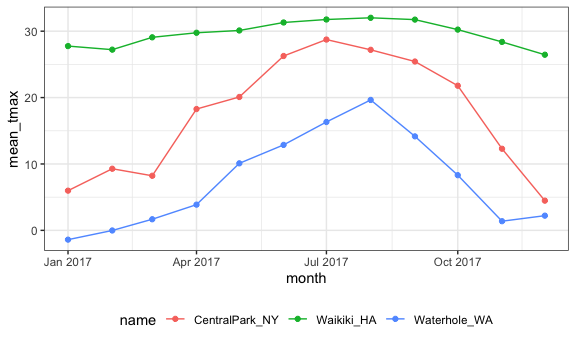 mean_tmax
30
20
10
0
Jan 2017 Apr 2017 Jul 2017 Oct 2017
month
name CentralPark_NY Waikiki_HA Waterhole_WA